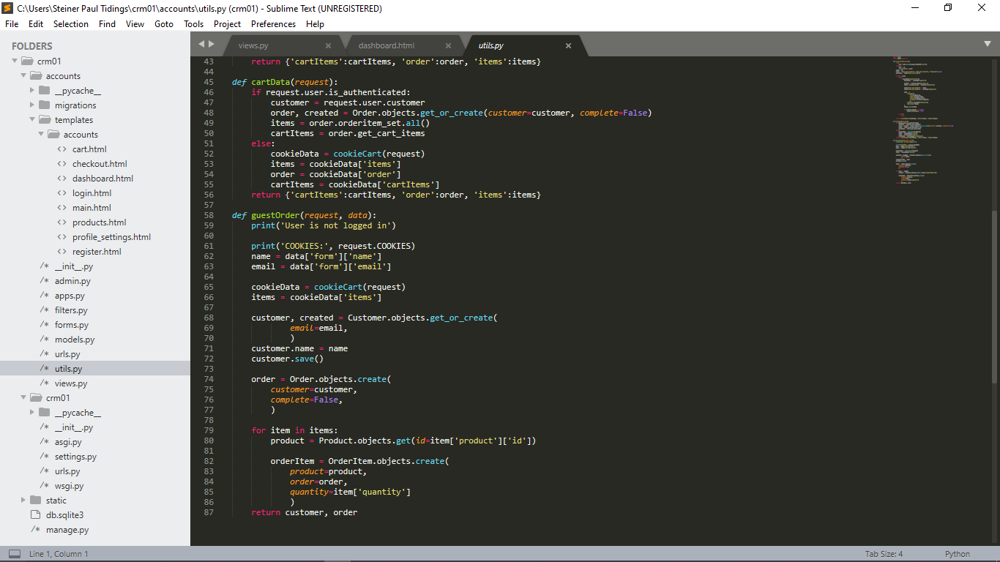 C:\Users\Steiner Paul Tidings\crm01\accounts\utils.py (crm01) - Sublime Text (UNREGISTERED)
File Edit Selection Find View Goto Tools Project Preferences Help
FOLDERS
crm01
accounts
__pycache__
migrations
templates
accounts
<> cart.html
<> checkout.html
<> dashboard.html
<> login.html
<> main.html
<> products.html
<> profile_settings.html
<> register.html
/* __init__.py
/* admin.py
/* apps.py
/* filters.py
/* forms.py
/* models.py
/* urls.py
/* utils.py
/* views.py
crm01
__pycache__
/* __init__.py
/* asgi.py
/* settings.py
/* urls.py
/* wsgi.py
static
db.sqlite3
/* manage.py
views.py × dashboard.html × utils.py ×
43     return {'cartItems':cartItems, 'order':order, 'items':items}
44
45 def cartData(request):
46     if request.user.is_authenticated:
47         customer = request.user.customer
48         order, created = Order.objects.get_or_create(customer=customer, complete=False)
49         items = order.orderitem_set.all()
50         cartItems = order.get_cart_items
51     else:
52         cookieData = cookieCart(request)
53         items = cookieData['items']
54         order = cookieData['order']
55         cartItems = cookieData['cartItems']
56     return {'cartItems':cartItems, 'order':order, 'items':items}
57
58 def guestOrder(request, data):
59     print('User is not logged in')
60
61     print('COOKIES:', request.COOKIES)
62     name = data['form']['name']
63     email = data['form']['email']
64
65     cookieData = cookieCart(request)
66     items = cookieData['items']
67
68     customer, created = Customer.objects.get_or_create(
69             email=email,
70             )
71     customer.name = name
72     customer.save()
73
74     order = Order.objects.create(
75         customer=customer,
76         complete=False,
77         )
78
79     for item in items:
80         product = Product.objects.get(id=item['product']['id'])
81
82         orderItem = OrderItem.objects.create(
83             product=product,
84             order=order,
85             quantity=item['quantity']
86             )
87     return customer, order
Line 1, Column 1 Tab Size: 4 Python